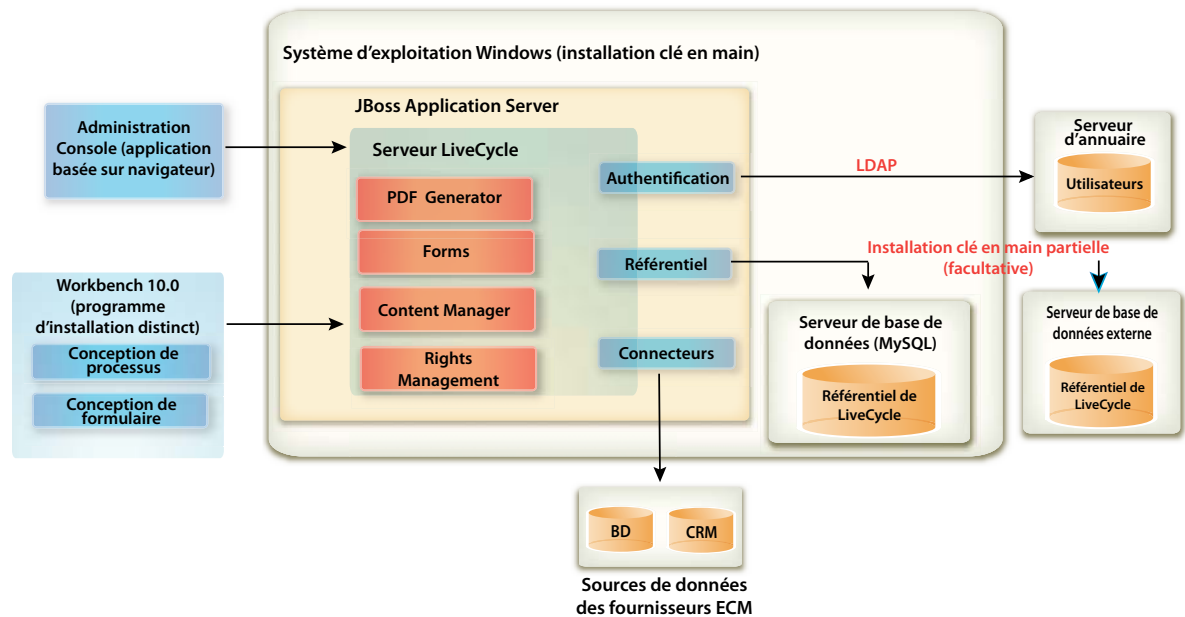 Système d'exploitation Windows (installation clé en main)
JBoss Application Server
Administration
Console (application
basée sur navigateur)
Serveur LiveCycle
PDF Generator
Forms
Content Manager
Rights
Management
Authentification
Référentiel
Connecteurs
LDAP
Serveur
d'annuaire
Utilisateurs
Installation clé en main partielle
(facultative)
Workbench 10.0
(programme
d'installation distinct)
Conception de
processus
Conception de
formulaire
Serveur de base de
données (MySQL)
Référentiel de
LiveCycle
Serveur de base de
données externe
Référentiel de
LiveCycle
BD
CRM
Sources de données
des fournisseurs ECM